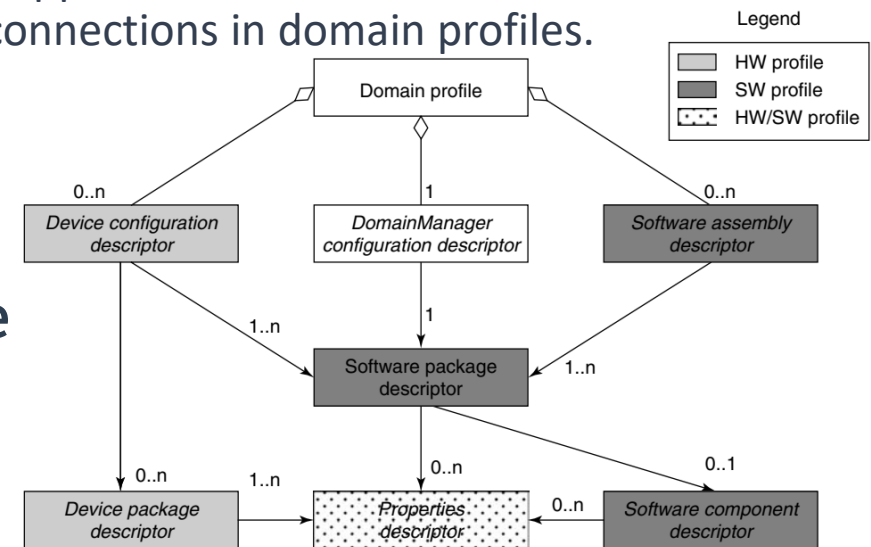 connections in domain profiles.
Legend
HW profile
SW profile
HW/SW profile
Domain profile
0..n
1
0..n
Device configuration
descriptor
DomainManager
configuration descriptor
Software assembly
descriptor
e
1..n
1
1..n
Software package
descriptor
0..n
1..n
0..n
0..n
0..1
Device package
descriptor
Properties
descriptor
Software component
descriptor